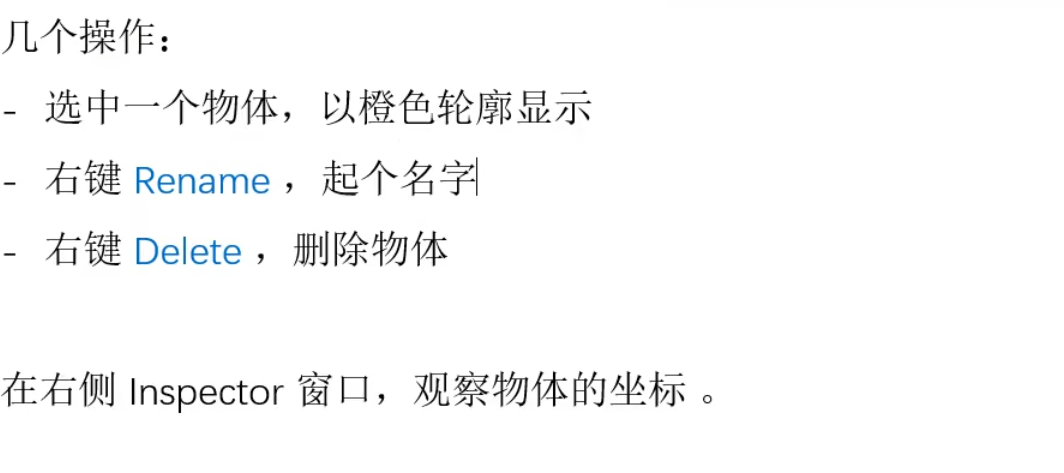 几个操作：
- 选中一个物体，以橙色轮廓显示
- 右键 Rename ，起个名字
- 右键 Delete ，删除物体
在右侧 Inspector 窗口，观察物体的坐标 。